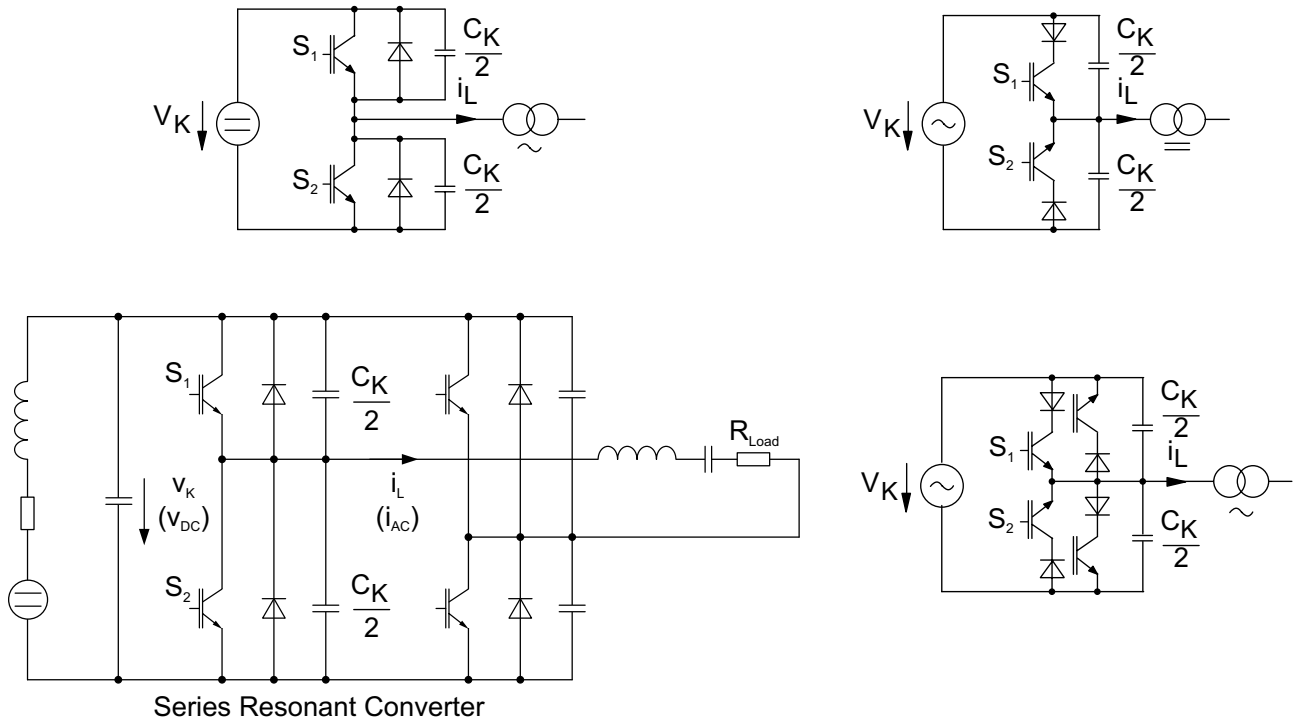 S1
CK
2
iL
VK
S2
CK
2
S1
CK
2
iL
VK
S2
CK
2
S1
CK
2
RLoad
vK
(vDC)
iL
(iAC)
S2
CK
2
Series Resonant Converter
CK
2
S1
iL
VK
S2
CK
2